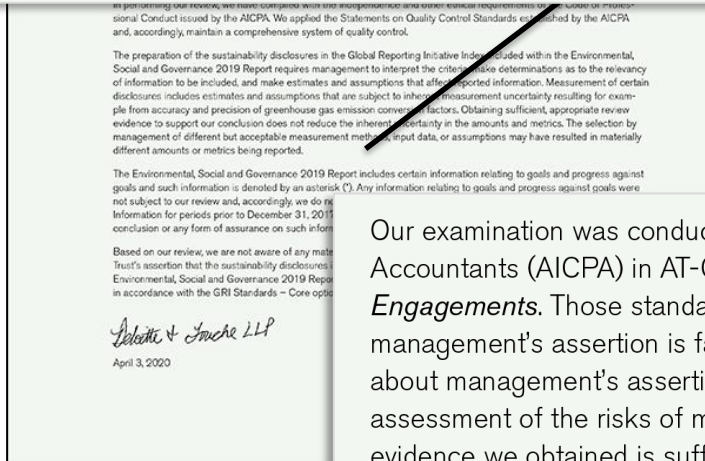 In performing our review, we have complied with the independence and other ethical requirements of the Code of Profes-
sional Conduct issued by the AICPA. We applied the Statements on Quality Control Standards established by the AICPA
and, accordingly, maintain a comprehensive system of quality control.
The preparation of the sustainability disclosures in the Global Reporting Initiative Index included within the Environmental,
Social and Governance 2019 Report requires management to interpret the criteria, make determinations as to the relevancy
of information to be included, and make estimates and assumptions that affect reported information. Measurement of certain
disclosures includes estimates and assumptions that are subject to inherent measurement uncertainty resulting for exam-
ple from accuracy and precision of greenhouse gas emission conversion factors. Obtaining sufficient, appropriate review
evidence to support our conclusion does not reduce the inherent uncertainty in the amounts and metrics. The selection by
management of different but acceptable measurement methods, input data, or assumptions may have resulted in materially
different amounts or metrics being reported.
The Environmental, Social and Governance 2019 Report includes certain information relating to goals and progress against
goals and such information is denoted by an asterisk (*). Any information relating to goals and progress against goals were
not subject to our review and, accordingly, we do
Information for periods prior to December 31, 2017
conclusion or any form of assurance on such
Based on our review, we are not aware of any
Trust's assertion that the sustainability disclosures
Environmental, Social and Governance 2019
in accordance with the GRI Standards – Core
Deloitte & Touche LLP
April 3, 2020
Our examination was
Accountants (AICPA) in
Engagements. Those
management's assertion is
about management's
assessment of the risks of
evidence we obtained is